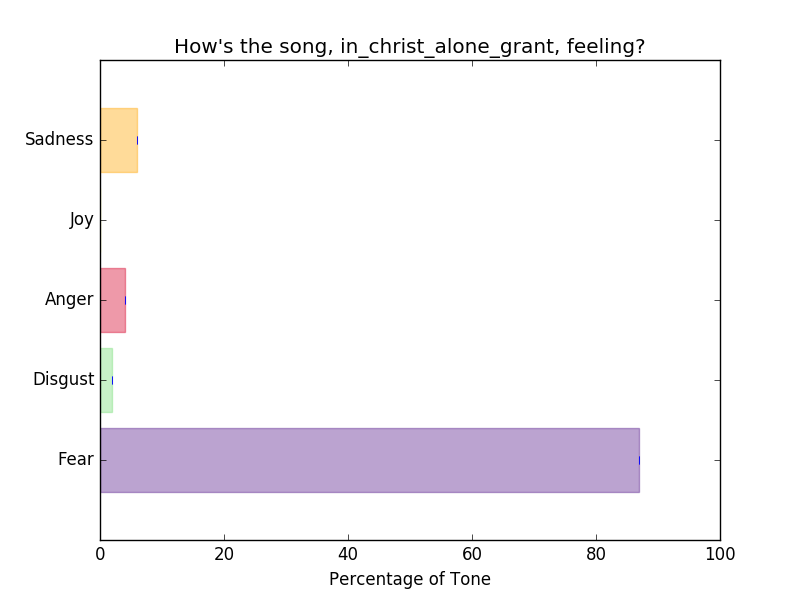 How's the song, in_christ_alone_grant, feeling?
Sadness
Joy
Anger
Disgust
Fear
0 20 40 60 80 100
Percentage of Tone